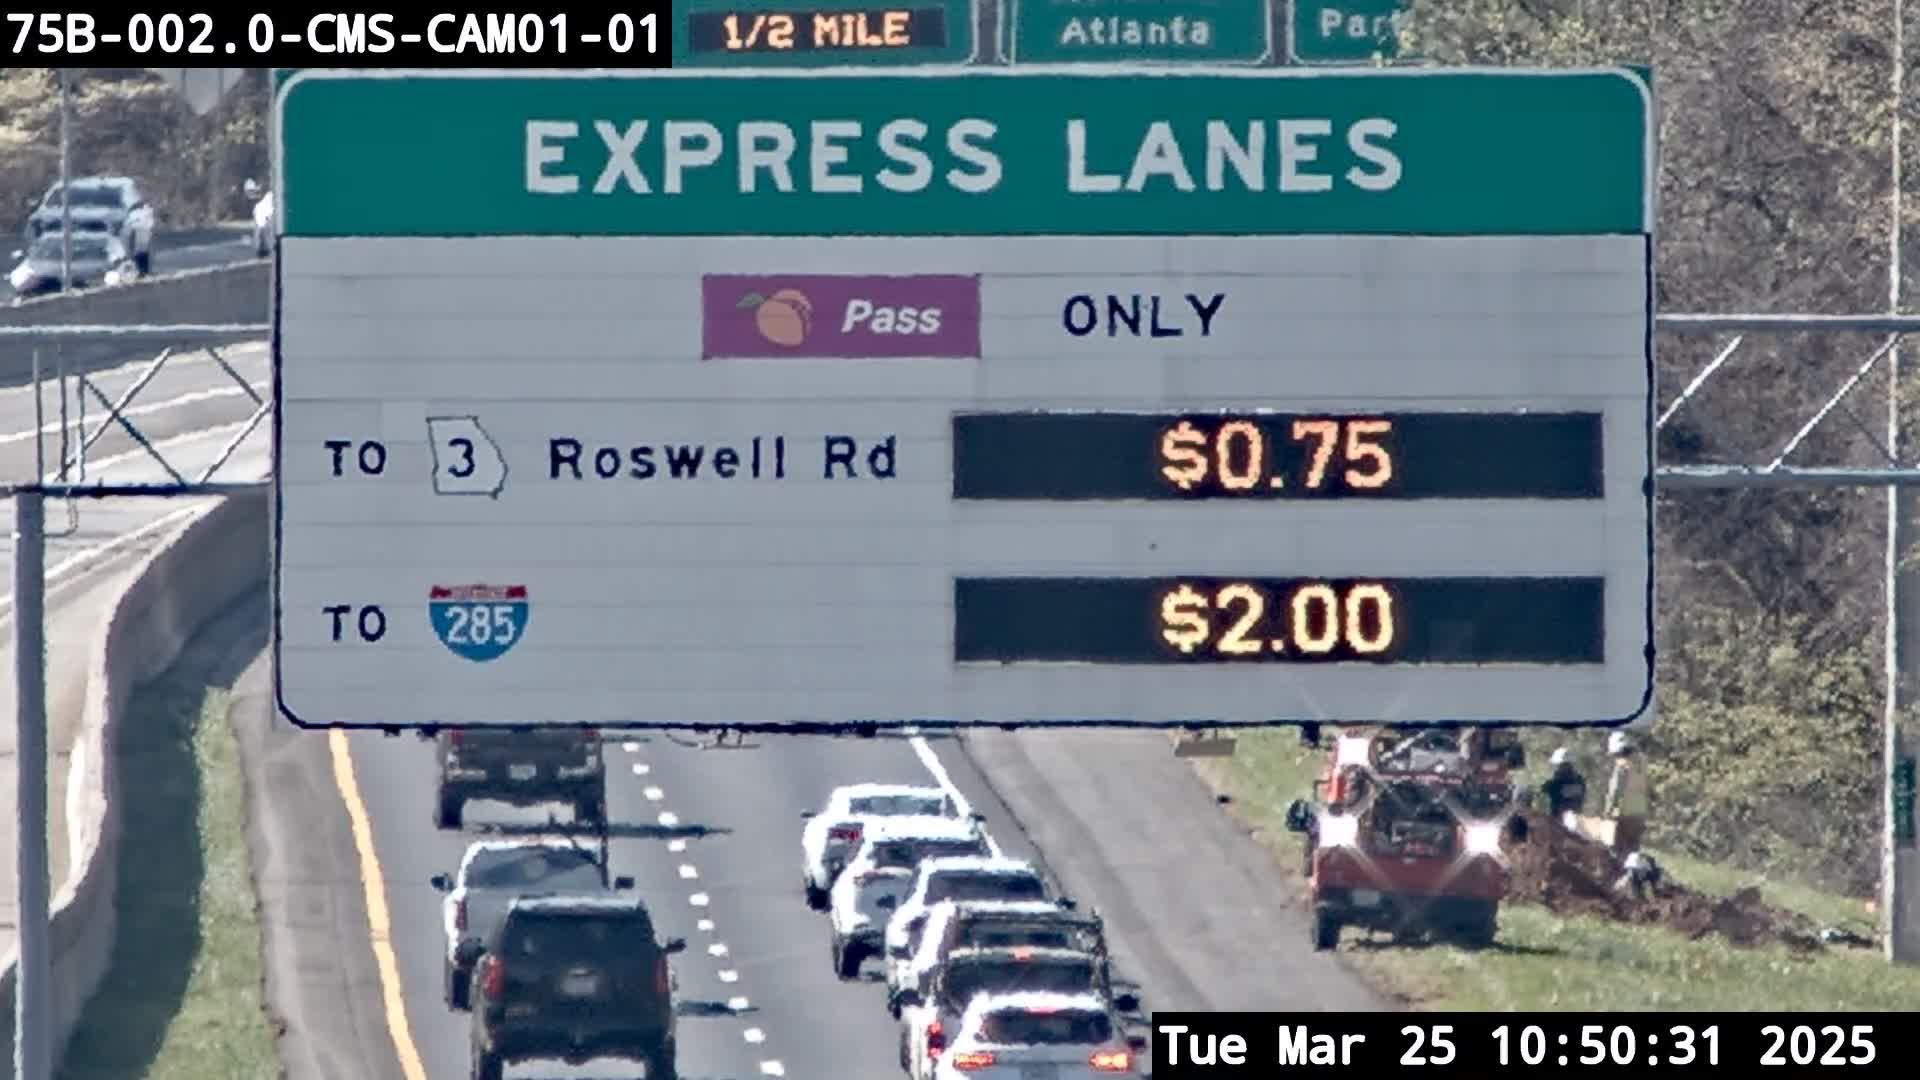 75B-002.0-CMS-CAM01-01
1/2 MILE
Atlanta
EXPRESS LANES
Pass ONLY
TO 3 Roswell Rd $0.75
TO 285 $2.00
Tue Mar 25 10:50:31 2025